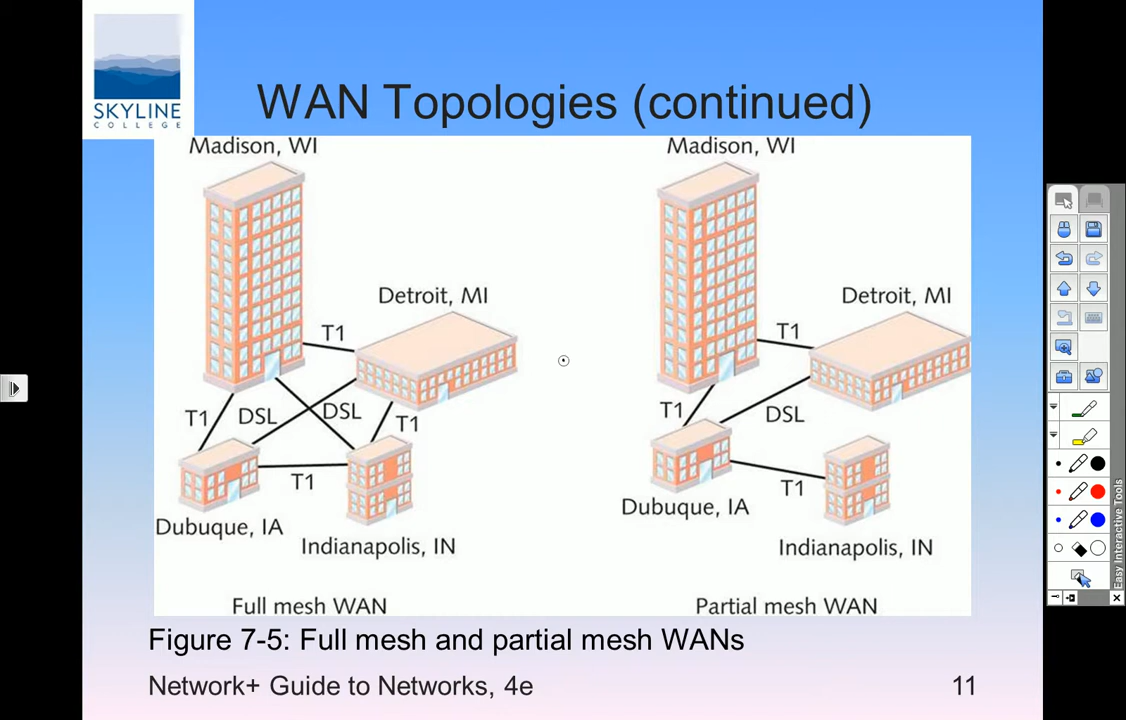 SKYLINE
COLLEGE
WAN Topologies (continued)
Madison, WI
Detroit, MI
T1
T1
DSL
DSL
T1
T1
Dubuque, IA
Indianapolis, IN
Full mesh WAN
Madison, WI
Detroit, MI
T1
T1
DSL
T1
Dubuque, IA
Indianapolis, IN
Partial mesh WAN
Figure 7-5: Full mesh and partial mesh WANs
Network+ Guide to Networks, 4e
11
Easy Interactive Tools